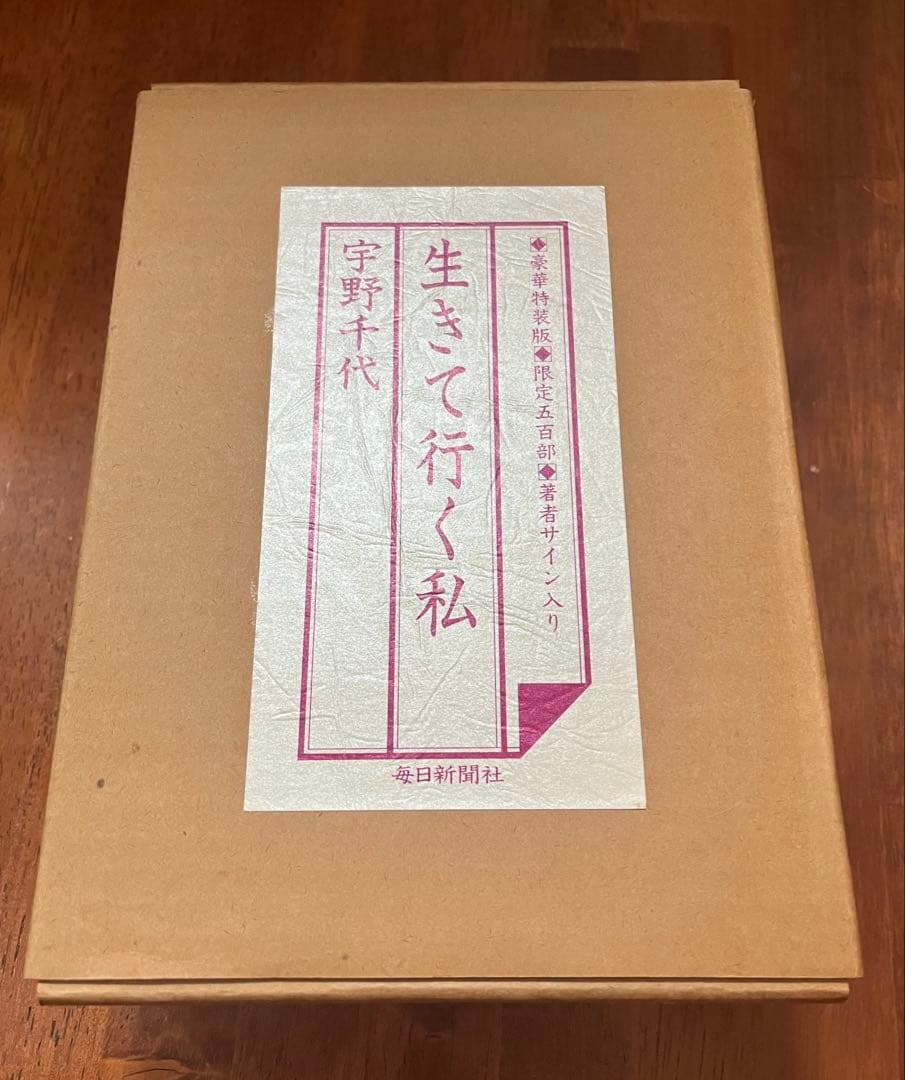 ◆豪華特装版◆限定五百部◆著者サイン入り
生きて行く私
宇野千代
毎日新聞社